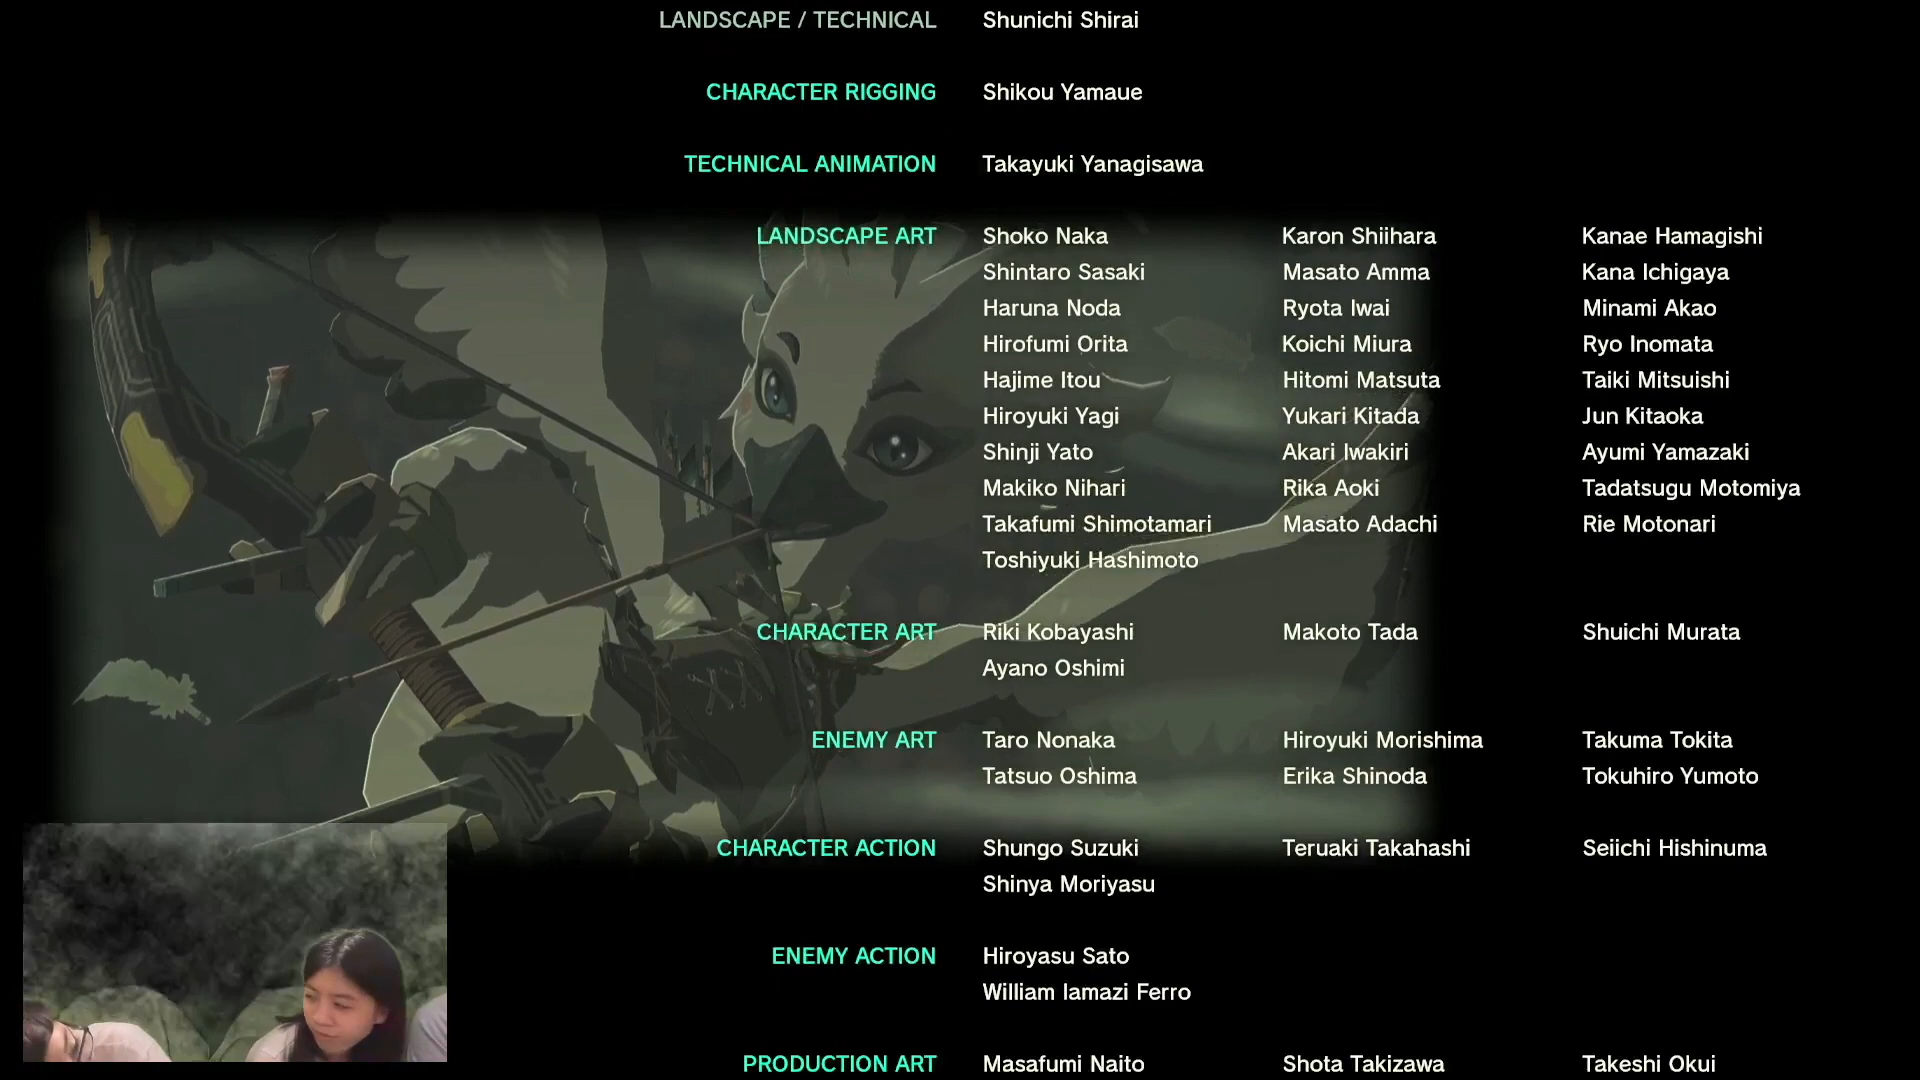 LANDSCAPE / TECHNICAL Shunichi Shirai
CHARACTER RIGGING Shikou Yamaue
TECHNICAL ANIMATION Takayuki Yanagisawa
LANDSCAPE ART Shoko Naka Karon Shiihara Kanae Hamagishi
Shintaro Sasaki Masato Amma Kana Ichigaya
Haruna Noda Ryota Iwai Minami Akao
Hirofumi Orita Koichi Miura Ryo Inomata
Hajime Itou Hitomi Matsuta Taiki Mitsuishi
Hiroyuki Yagi Yukari Kitada Jun Kitaoka
Shinji Yato Akari Iwakiri Ayumi Yamazaki
Makiko Nihari Rika Aoki Tadatsugu Motomiya
Takafumi Shimotamari Masato Adachi Rie Motonari
Toshiyuki Hashimoto
CHARACTER ART Riki Kobayashi Makoto Tada Shuichi Murata
Ayano Oshimi
ENEMY ART Taro Nonaka Hiroyuki Morishima Takuma Tokita
Tatsuo Oshima Erika Shinoda Tokuhiro Yumoto
CHARACTER ACTION Shungo Suzuki Teruaki Takahashi Seiichi Hishinuma
Shinya Moriyasu
ENEMY ACTION Hiroyasu Sato
William Iamazi Ferro
PRODUCTION ART Masafumi Naito Shota Takizawa Takeshi Okui